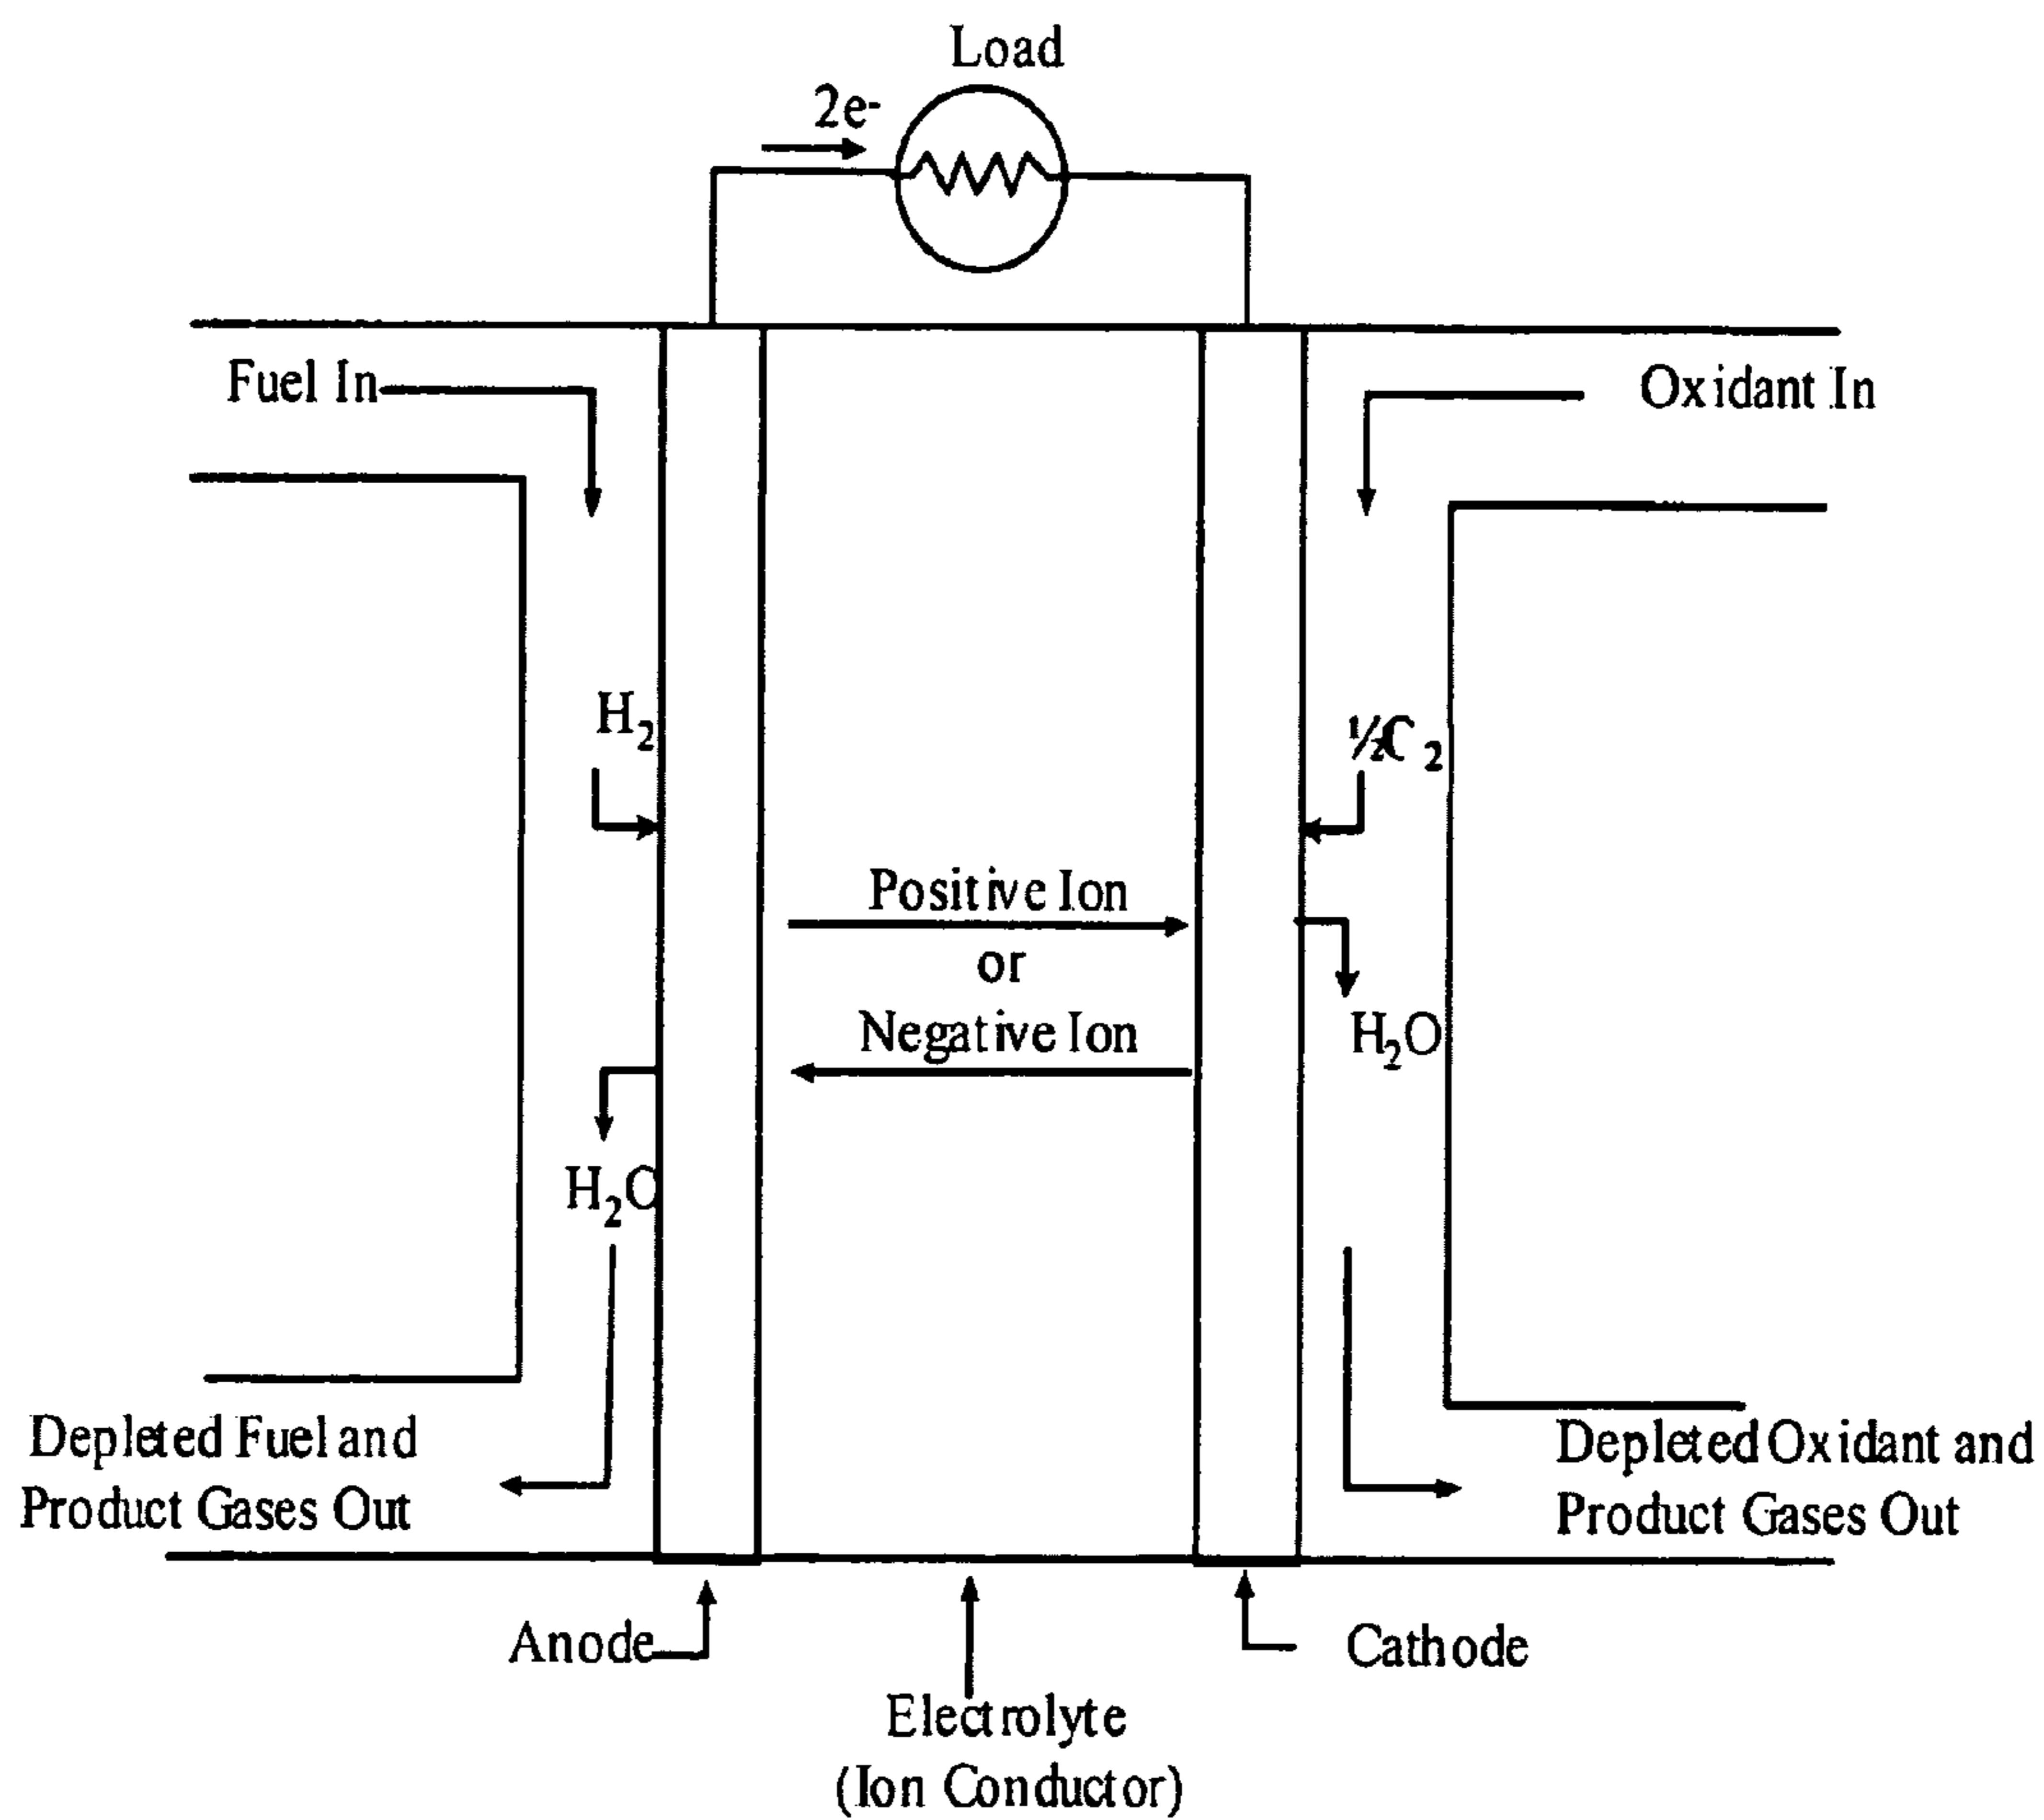 Load
2e-
Fuel In
Oxidant In
H₂
½C₂
Positive Ion
or
Negative Ion
H₂O
H₂O
Depleted Fuel and
Product Gases Out
Depleted Oxidant and
Product Gases Out
Anode
Cathode
Electrolyte
(Ion Conductor)